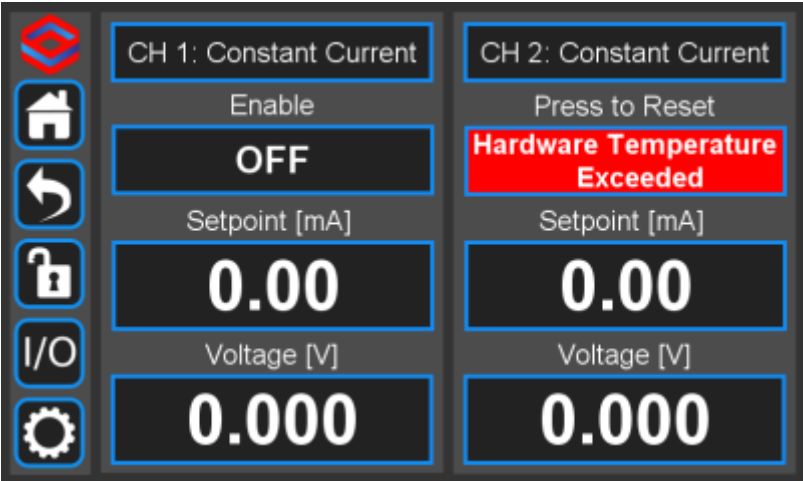 CH 1: Constant Current
Enable
OFF
Setpoint [mA]
0.00
Voltage [V]
0.000
CH 2: Constant Current
Press to Reset
Hardware Temperature
Exceeded
Setpoint [mA]
0.00
Voltage [V]
0.000
I/O